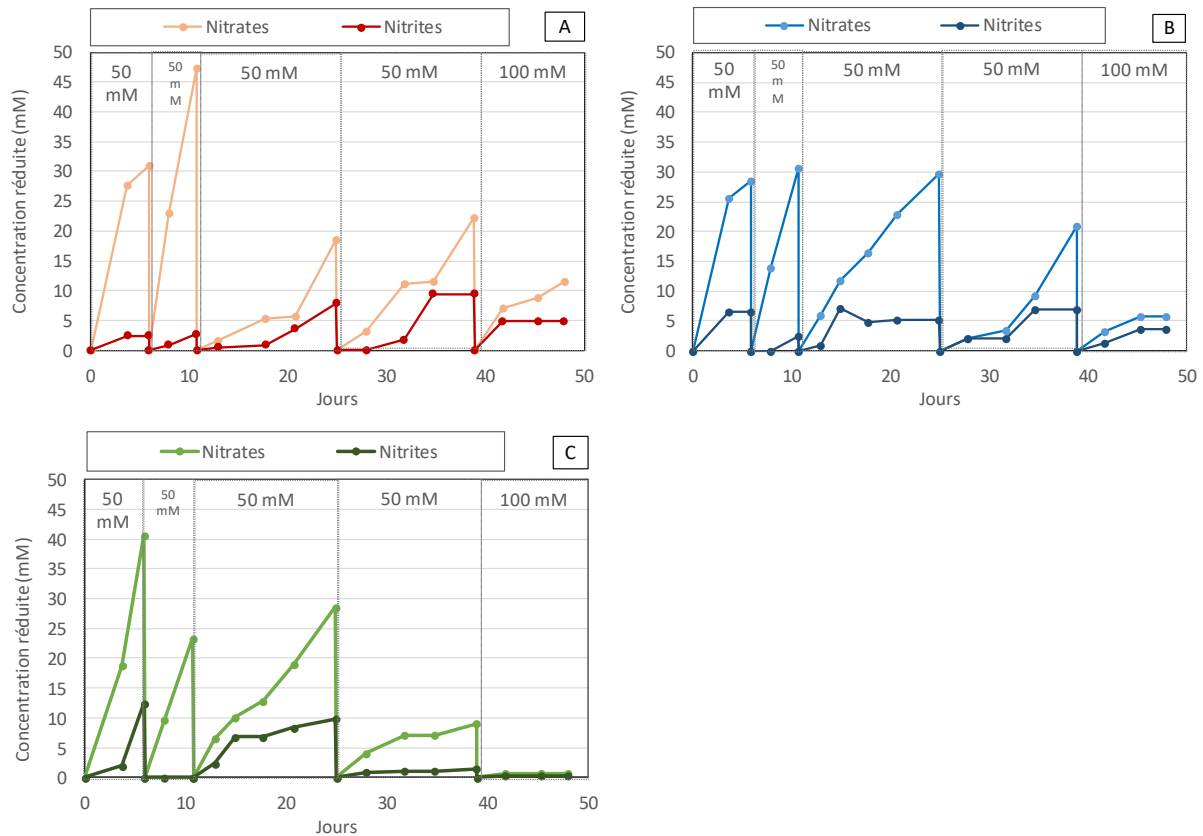 Nitrates Nitrites A
Concentration réduite (mM)
50
45
40
35
30
25
20
15
10
5
0
50
mM
50
m
M
50 mM
50 mM
100 mM
0 10 20 30 40 50
Jours
Nitrates Nitrites B
Concentration réduite (mM)
50
45
40
35
30
25
20
15
10
5
0
50
mM
50
m
M
50 mM
50 mM
100 mM
0 10 20 30 40 50
Jours
Nitrates Nitrites C
Concentration réduite (mM)
50
45
40
35
30
25
20
15
10
5
0
50
mM
50
mM
50 mM
50 mM
100 mM
0 10 20 30 40 50
Jours